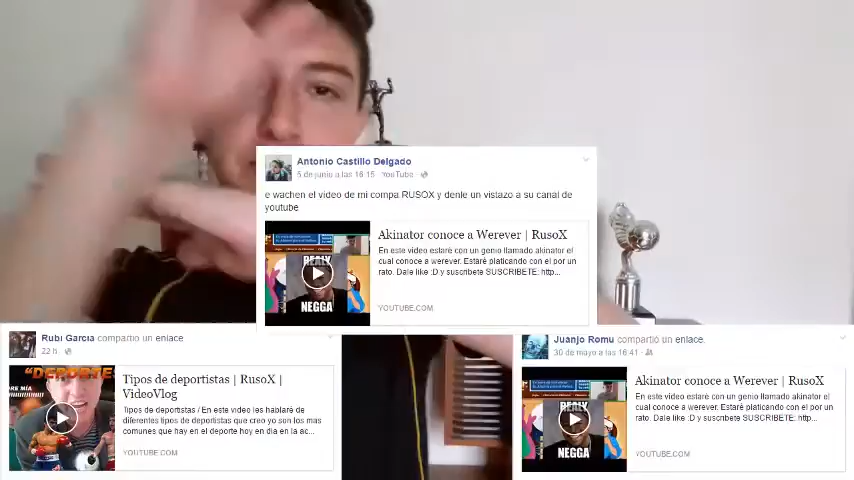 Antonio Castillo Delgado
5 de junio a las 16:15 · YouTube ·
e wachen el video de mi compa RUSOX y denle un vistazo a su canal de
youtube
REALY
NEGGA
Akinator conoce a Werever | RusoX
En este video estaré con un genio llamado akinator el
cual conoce a werever. Estaré platicando con el por un
rato. Dale like :D y suscribete SUSCRIBETE: http...
YOUTUBE.COM
Rubí García compartió un enlace
22 h ·
"DEPORTE
Tipos de deportistas | RusoX |
VideoVlog
Tipos de deportistas / En este video les hablaré de
diferentes tipos de deportistas que creo yo son los mas
comunes que hay en el deporte hoy en dia en la ac...
YOUTUBE.COM
Juanjo Romu compartió un enlace.
30 de mayo a las 16:41 ·
NEGGA
Akinator conoce a Werever | RusoX
En este video estaré con un genio llamado akinator el
cual conoce a werever. Estaré platicando con el por un
rato. Dale like :D y suscribete SUSCRIBETE: http...
YOUTUBE.COM